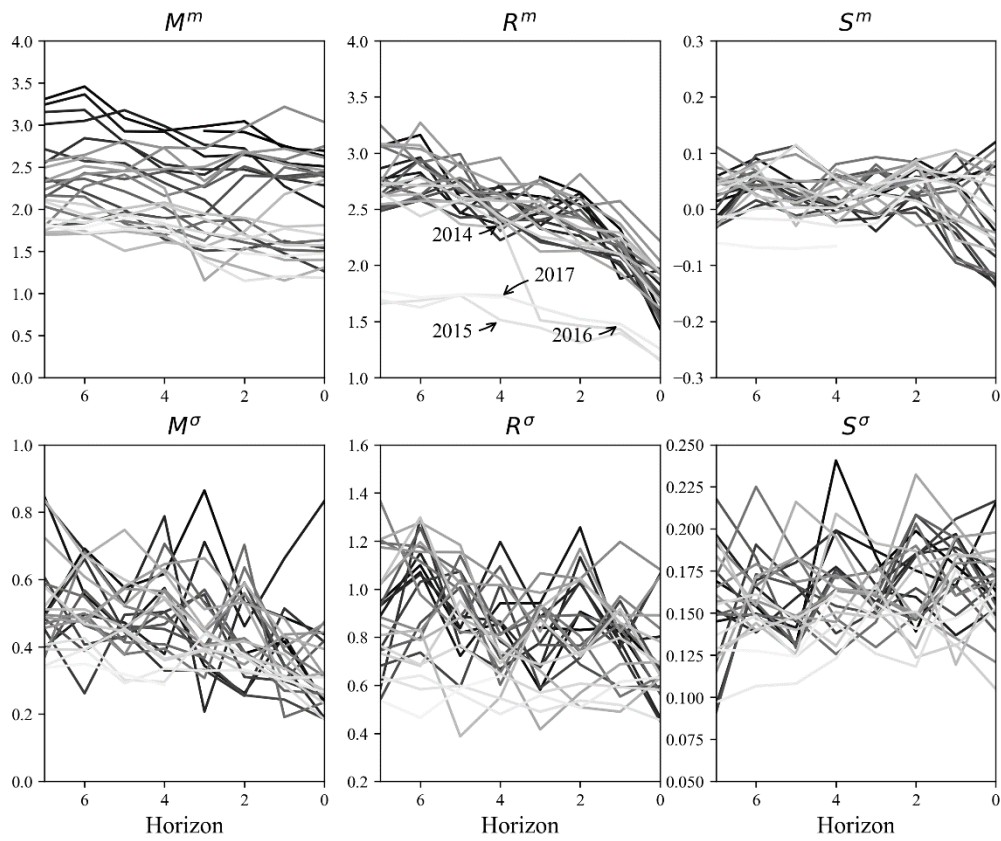 M^m R^m S^m
4.0 4.0 0.3
3.5 3.5 0.2
3.0 3.0 0.1
2.5
2.0 2.5 0.0
1.5 2.0 −0.1
1.0 1.5 −0.2
0.5
0.0 1.0 −0.3
2014
2017
2015 2016
6 4 2 0 6 4 2 0 6 4 2 0
M^σ R^σ S^σ
1.0 1.6 0.250
0.8 1.4 0.225
0.6 1.2 0.200
0.4 1.0 0.175
0.2 0.8 0.150
0.0 0.6 0.125
0.4 0.100
0.2 0.075
0.050
6 4 2 0 6 4 2 0 6 4 2 0
Horizon Horizon Horizon